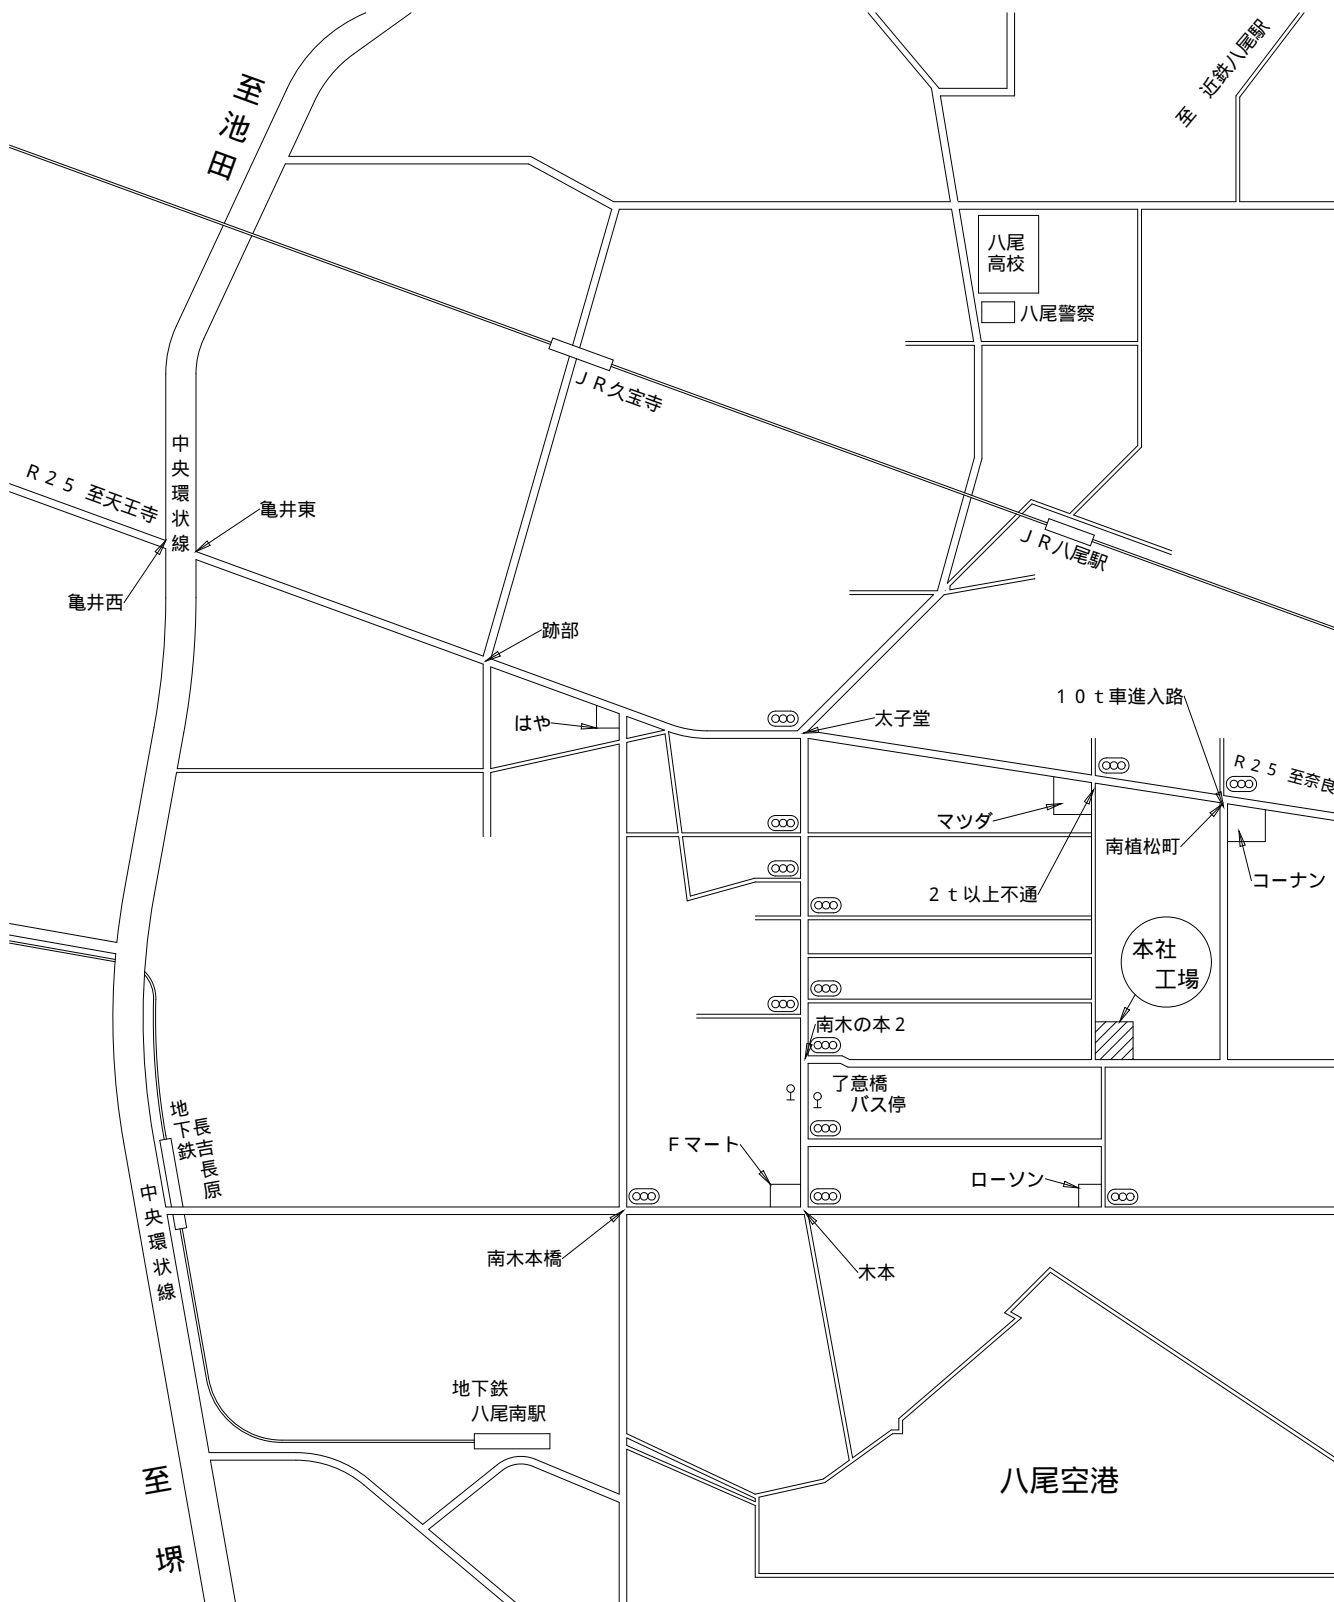 至池田
至　近鉄八尾駅
八尾
高校
八尾警察
ＪＲ久宝寺
中央環状線
Ｒ２５　至天王寺
亀井東
ＪＲ八尾駅
亀井西
跡部
はや
太子堂
１０ｔ車進入路
Ｒ２５　至奈良
マツダ
南植松町
コーナン
２ｔ以上不通
本社
工場
南木の本２
了意橋
バス停
地下鉄
長吉長原
Ｆマート
ローソン
中央環状線
南木本橋
木本
地下鉄
八尾南駅
至堺
八尾空港